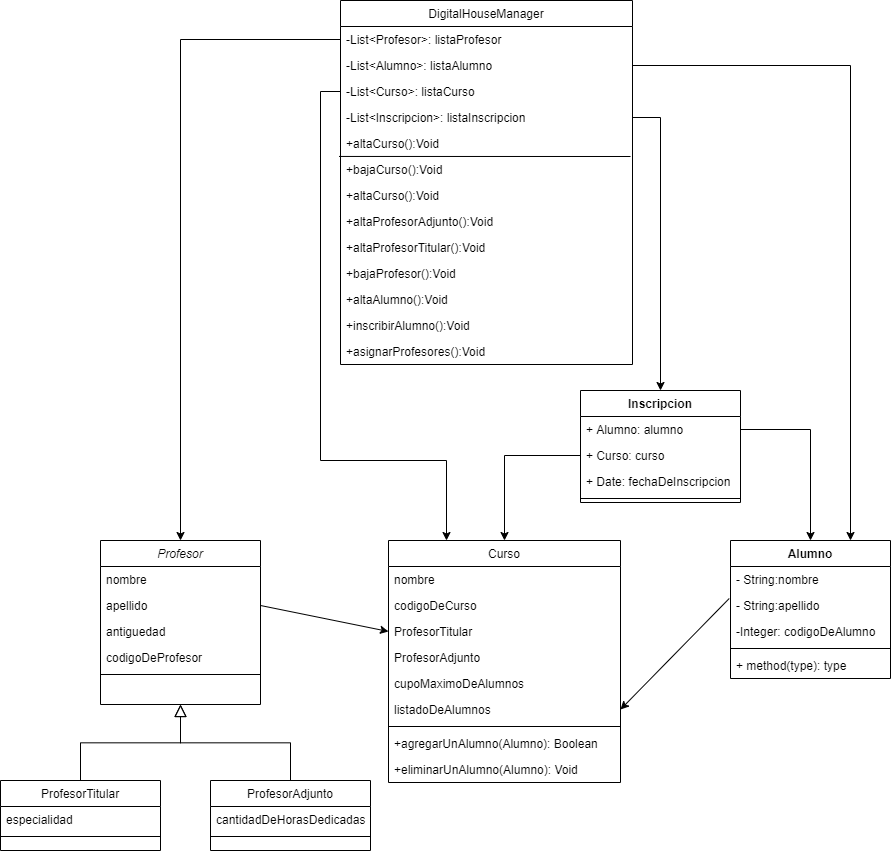 DigitalHouseManager
-List<Profesor>: listaProfesor
-List<Alumno>: listaAlumno
-List<Curso>: listaCurso
-List<Inscripcion>: listaInscripcion
+altaCurso():Void
+bajaCurso():Void
+altaCurso():Void
+altaProfesorAdjunto():Void
+altaProfesorTitular():Void
+bajaProfesor():Void
+altaAlumno():Void
+inscribirAlumno():Void
+asignarProfesores():Void
Inscripcion
+ Alumno: alumno
+ Curso: curso
+ Date: fechaDeInscripcion
Profesor
nombre
apellido
antiguedad
codigoDeProfesor
Curso
nombre
codigoDeCurso
ProfesorTitular
ProfesorAdjunto
cupoMaximoDeAlumnos
listadoDeAlumnos
+agregarUnAlumno(Alumno): Boolean
+eliminarUnAlumno(Alumno): Void
Alumno
- String:nombre
- String:apellido
-Integer: codigoDeAlumno
+ method(type): type
ProfesorTitular
especialidad
ProfesorAdjunto
cantidadDeHorasDedicadas